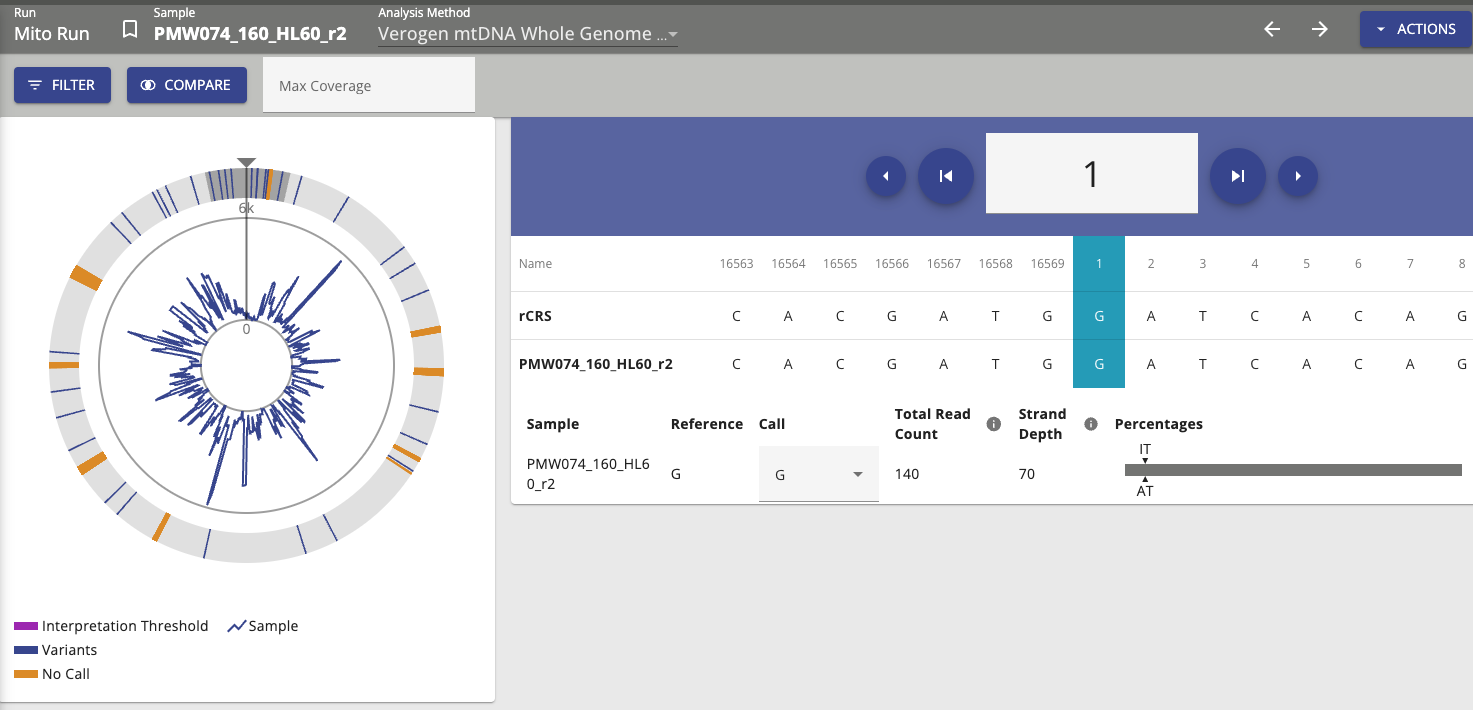 Run
Mito Run
Sample
PMW074_160_HL60_r2
Analysis Method
Verogen mtDNA Whole Genome ...
ACTIONS
FILTER
COMPARE
Max Coverage
6k
0
Interpretation Threshold
Sample
Variants
No Call
1
Name 16563 16564 16565 16566 16567 16568 16569 1 2 3 4 5 6 7 8
rCRS C A C G A T G G A T C A C A G
PMW074_160_HL60_r2 C A C G A T G G A T C A C A G
Sample Reference Call Total Read Count Strand Depth Percentages
PMW074_160_HL6
0_r2
G
G
140
70
IT
AT